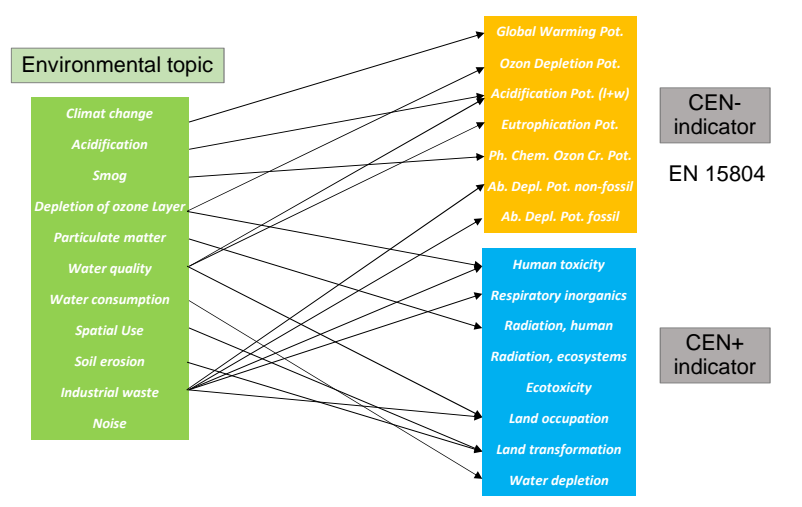 Environmental topic
Climat change
Acidification
Smog
Depletion of ozone Layer
Particulate matter
Water quality
Water consumption
Spatial Use
Soil erosion
Industrial waste
Noise
Global Warming Pot.
Ozon Depletion Pot.
Acidification Pot. (l+w)
Eutrophication Pot.
Ph. Chem. Ozon Cr. Pot.
Ab. Depl. Pot. non-fossil
Ab. Depl. Pot. fossil
Human toxicity
Respiratory inorganics
Radiation, human
Radiation, ecosystems
Ecotoxicity
Land occupation
Land transformation
Water depletion
CEN-
indicator
EN 15804
CEN+
indicator